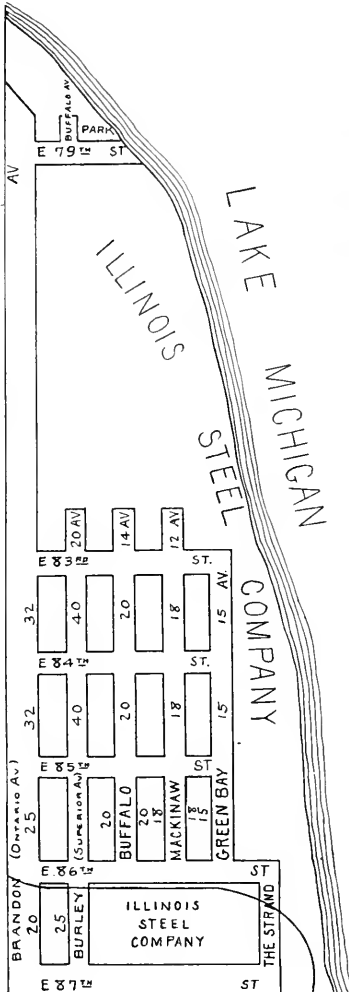 BUFFALO AV
PARK
E 79TH ST
AV
LAKE MICHIGAN
ILLINOIS STEEL COMPANY
20 AV
14 AV
12 AV
E 83RD ST.
32
40
20
18
15 AV.
E 84TH ST.
32
40
20
18
15
E 85TH ST
BRANDON (ONTARIO AV)
25
BURLEY (SUPERIOR AV)
20
BUFFALO
20
18
MACKINAW
18
15
GREEN BAY
E.86TH ST
20
25
ILLINOIS
STEEL
COMPANY
THE STRAND
E 87TH ST